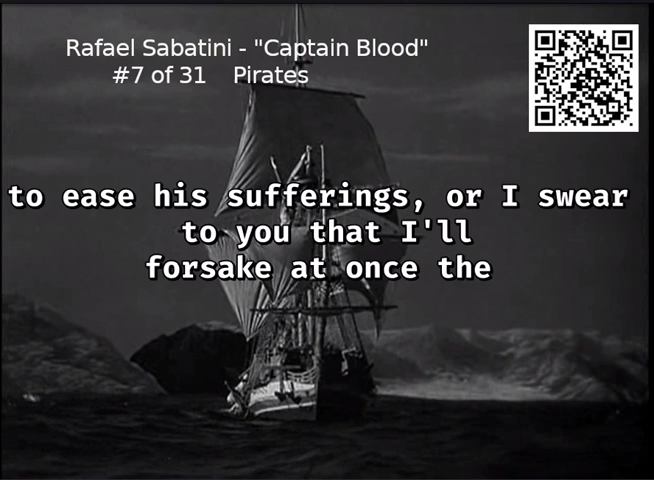 Rafael Sabatini - "Captain Blood"
#7 of 31    Pirates
to ease his sufferings, or I swear
to you that I'll
forsake at once the